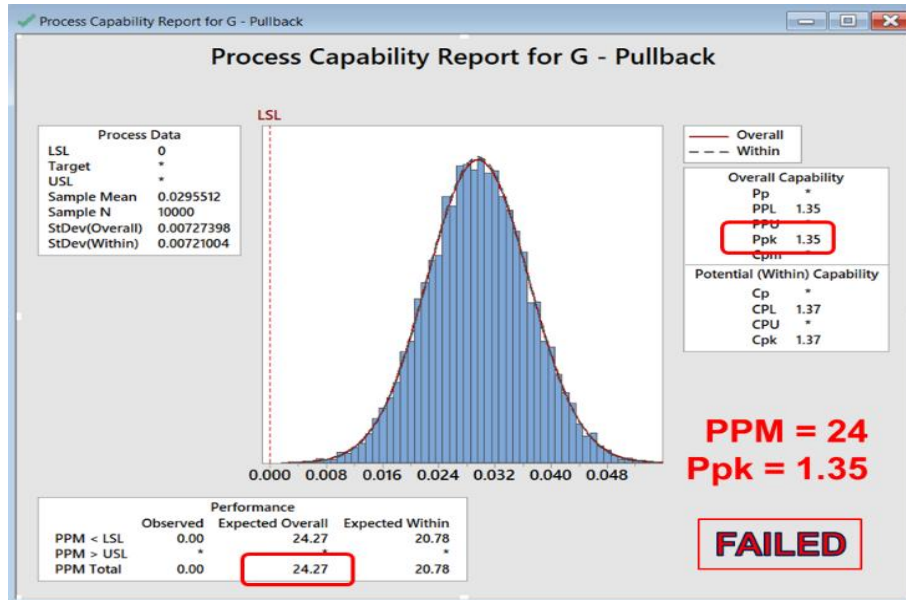 Process Capability Report for G - Pullback
Process Capability Report for G - Pullback
LSL
Process Data
LSL 0
Target *
USL *
Sample Mean 0.0295512
Sample N 10000
StDev(Overall) 0.00727398
StDev(Within) 0.00721004
Overall
Within
Overall Capability
Pp *
PPL 1.35
PPU *
Ppk 1.35
Cpm *
Potential (Within) Capability
Cp *
CPL 1.37
CPU *
Cpk 1.37
PPM = 24
Ppk = 1.35
0.000 0.008 0.016 0.024 0.032 0.040 0.048
Performance
Observed Expected Overall Expected Within
PPM < LSL 0.00 24.27 20.78
PPM > USL * * *
PPM Total 0.00 24.27 20.78
FAILED